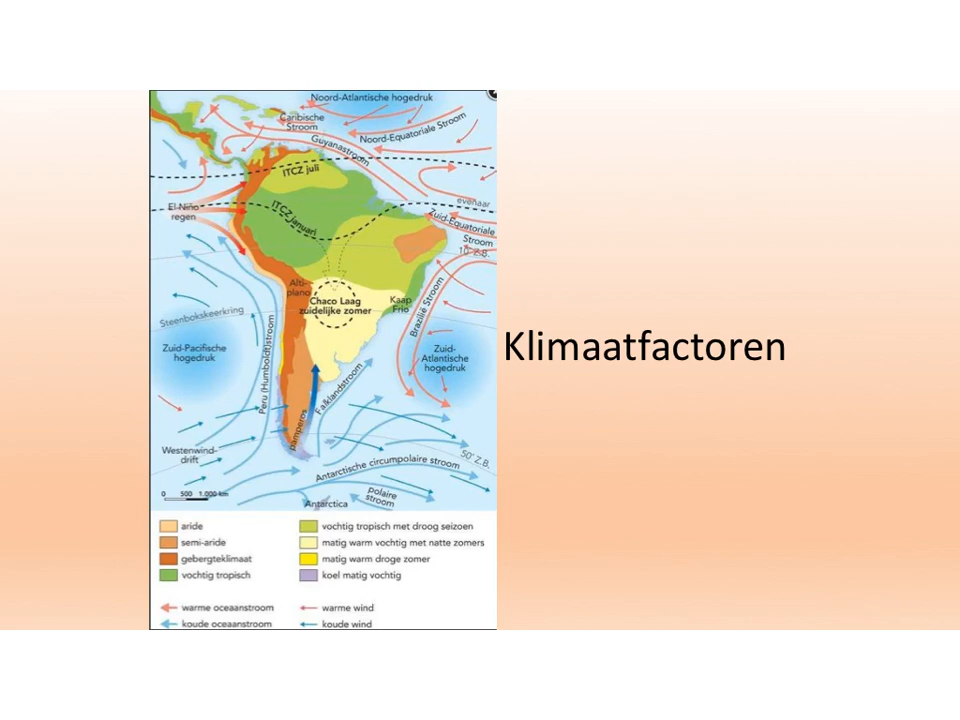 Noord-Atlantische hogedruk
Caribische
Stroom
Noord-Equatoriale Stroom
Guyanastroom
ITCZ juli
El Niño
regen
ITCZ januari
evenaar
Zuid-Equatoriale
Stroom
10° Z.B.
Alti-
plano
Chaco Laag
zuidelijke zomer
Kaap
Frio
Brazilië Stroom
Steenbokskeerkring
Zuid-Pacifische
hogedruk
Peru (Humboldt)stroom
Zuid-
Atlantische
hogedruk
Klimaatfactoren
Falklandstroom
pamperos
Westenwind-
drift
50° Z.B.
Antarctische circumpolaire stroom
0 500 1.000 km
polaire
stroom
Antarctica
aride
semi-aride
gebergteklimaat
vochtig tropisch
vochtig tropisch met droog seizoen
matig warm vochtig met natte zomers
matig warm droge zomer
koel matig vochtig
warme oceaanstroom
koude oceaanstroom
warme wind
koude wind